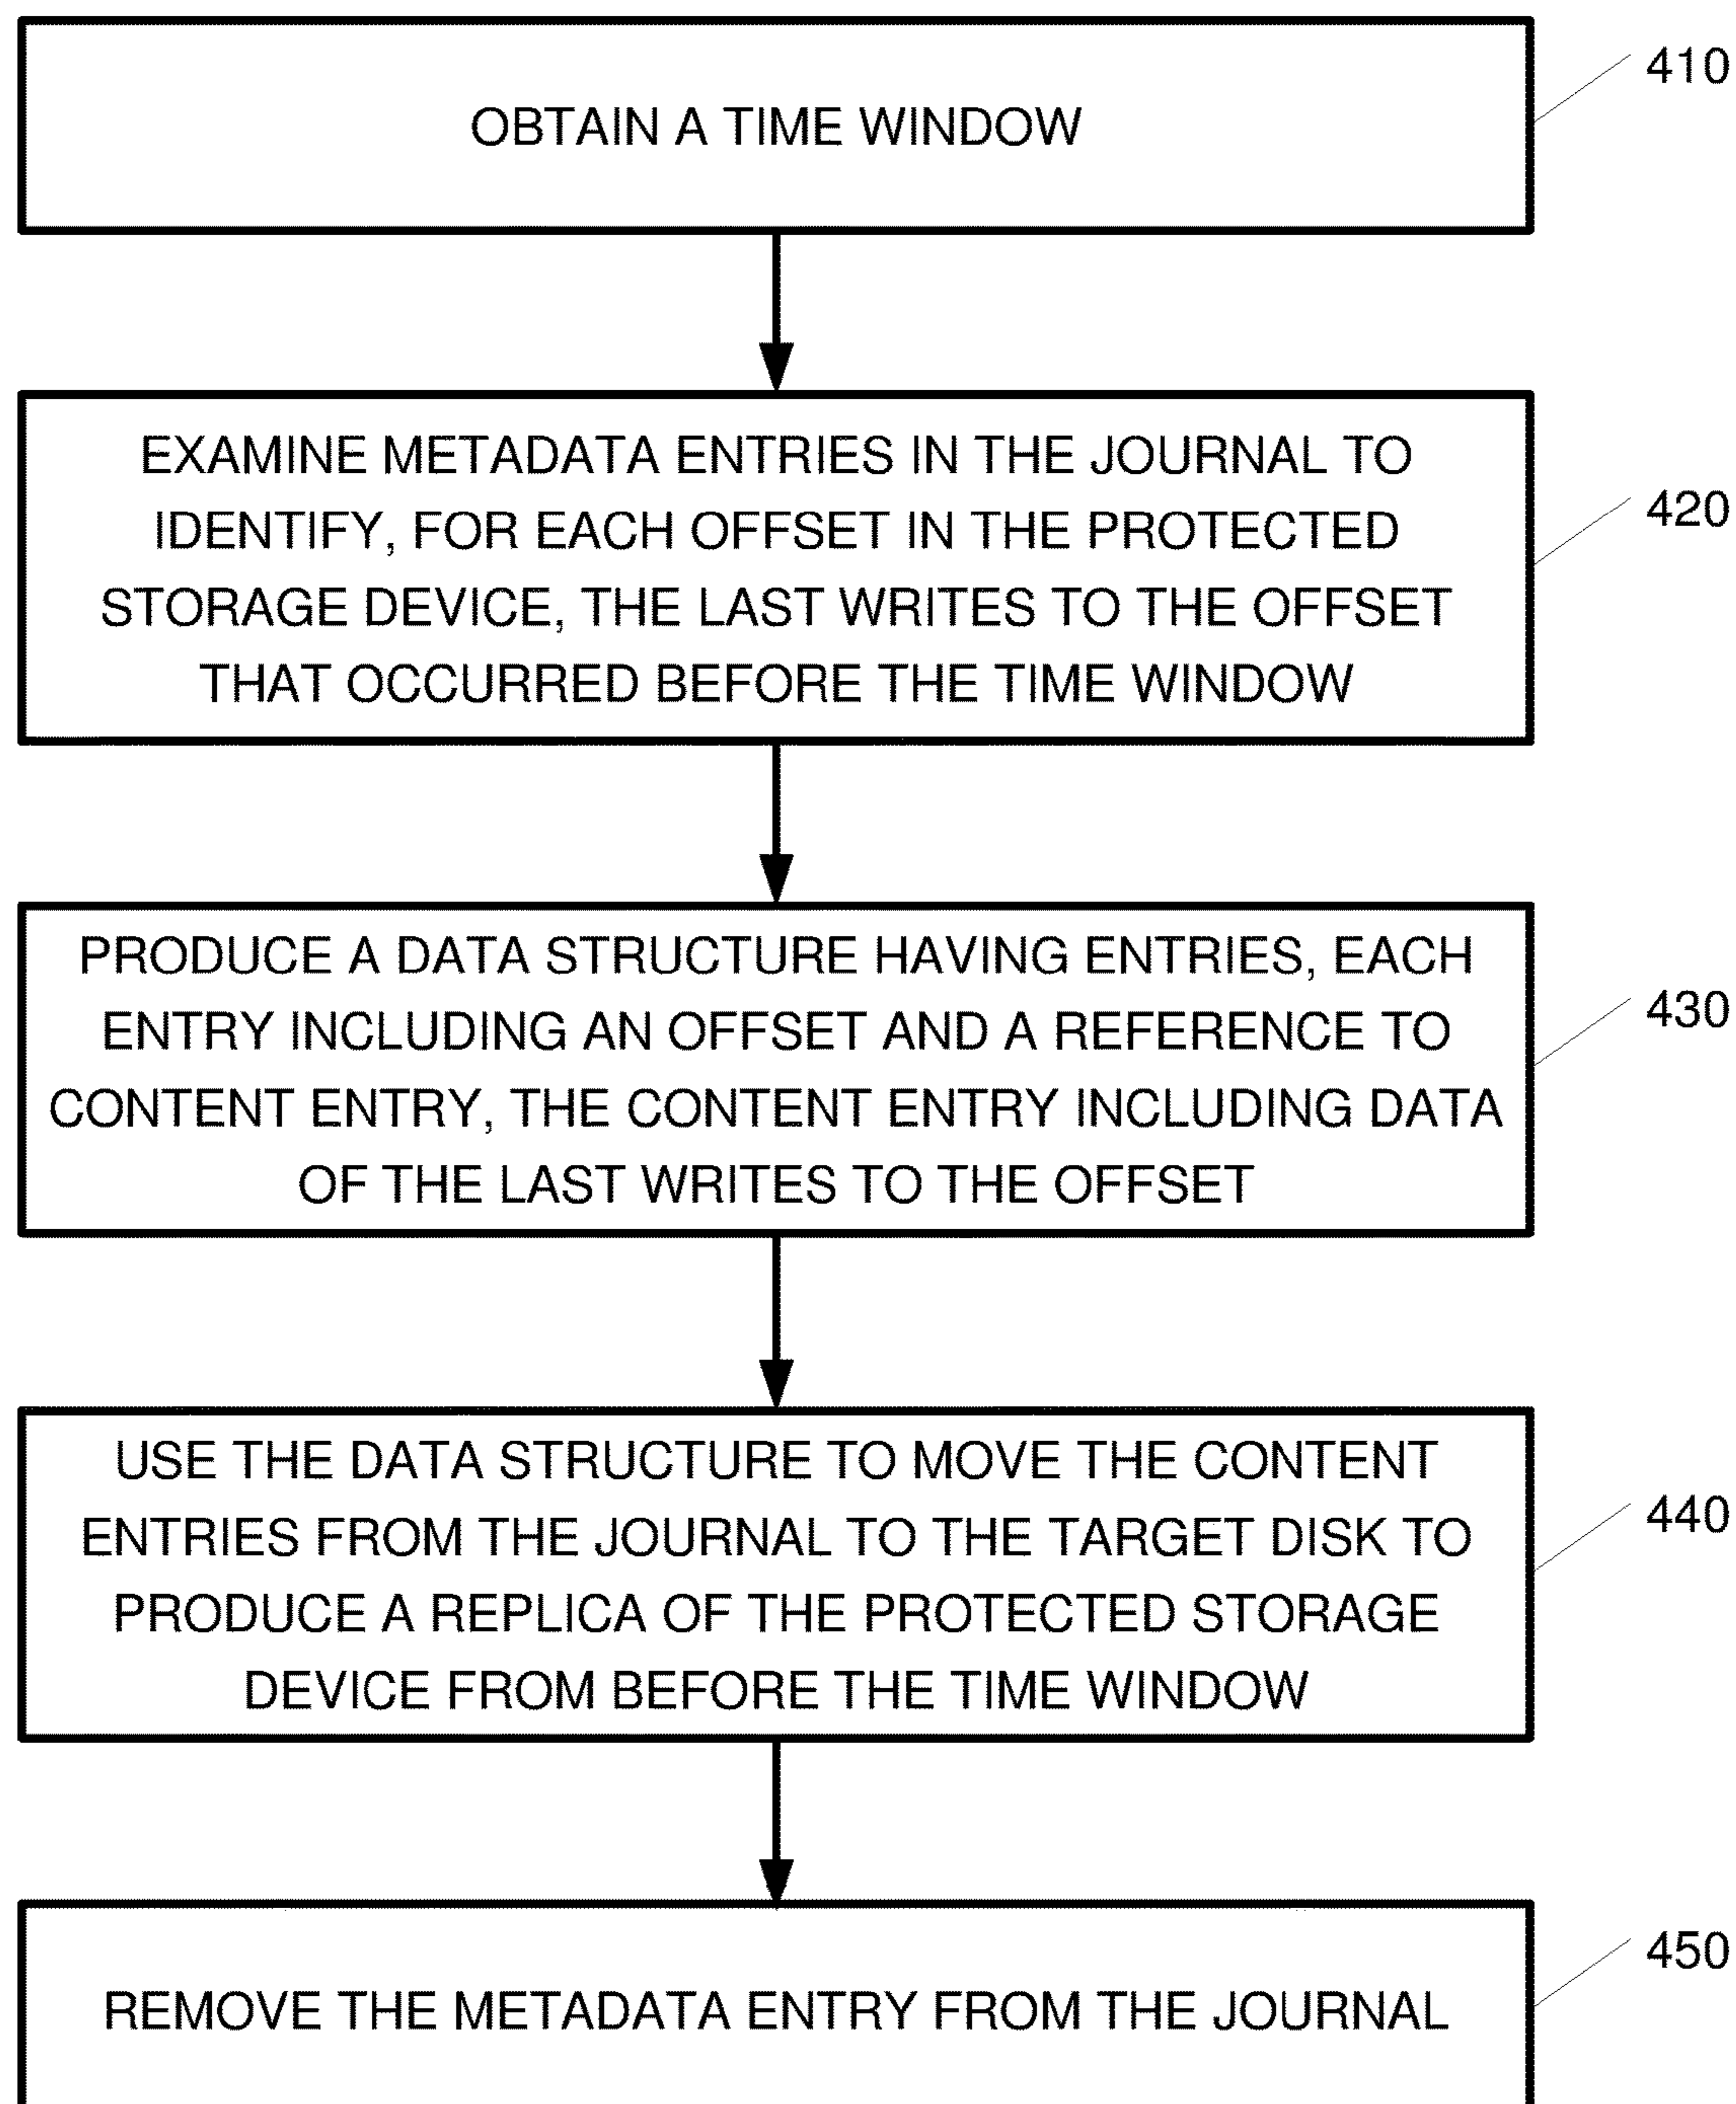 410
OBTAIN A TIME WINDOW
EXAMINE METADATA ENTRIES IN THE JOURNAL TO
IDENTIFY, FOR EACH OFFSET IN THE PROTECTED
STORAGE DEVICE, THE LAST WRITES TO THE OFFSET
THAT OCCURRED BEFORE THE TIME WINDOW
420
PRODUCE A DATA STRUCTURE HAVING ENTRIES, EACH
ENTRY INCLUDING AN OFFSET AND A REFERENCE TO
CONTENT ENTRY, THE CONTENT ENTRY INCLUDING DATA
OF THE LAST WRITES TO THE OFFSET
430
USE THE DATA STRUCTURE TO MOVE THE CONTENT
ENTRIES FROM THE JOURNAL TO THE TARGET DISK TO
PRODUCE A REPLICA OF THE PROTECTED STORAGE
DEVICE FROM BEFORE THE TIME WINDOW
440
REMOVE THE METADATA ENTRY FROM THE JOURNAL
450